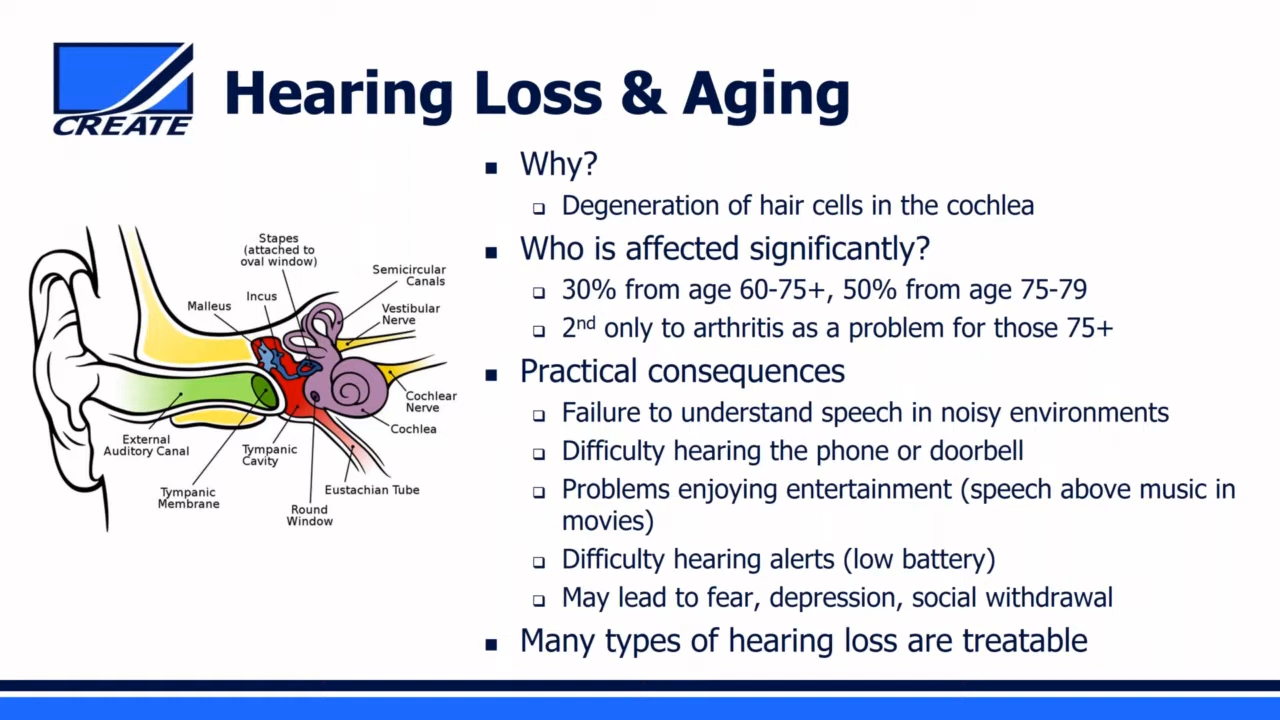 CREATE
Hearing Loss & Aging
Why?
Degeneration of hair cells in the cochlea
Who is affected significantly?
30% from age 60-75+, 50% from age 75-79
2nd only to arthritis as a problem for those 75+
Practical consequences
Failure to understand speech in noisy environments
Difficulty hearing the phone or doorbell
Problems enjoying entertainment (speech above music in
movies)
Difficulty hearing alerts (low battery)
May lead to fear, depression, social withdrawal
Many types of hearing loss are treatable
Stapes
(attached to
oval window)
Semicircular
Canals
Incus
Malleus
Vestibular
Nerve
Cochlear
Nerve
Cochlea
External
Auditory Canal
Tympanic
Cavity
Tympanic
Membrane
Eustachian Tube
Round
Window